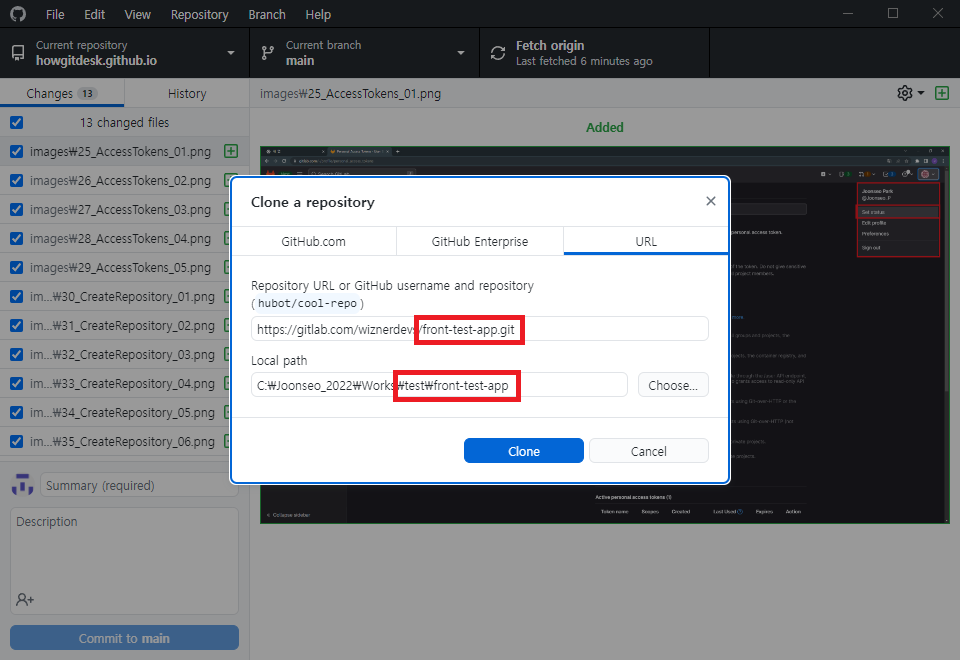 File Edit View Repository Branch Help
Current repository
howgitdesk.github.io
Current branch
main
Fetch origin
Last fetched 6 minutes ago
Changes 13
History
13 changed files
images₩25_AccessTokens_01.png
images₩26_AccessTokens_02.png
images₩27_AccessTokens_03.png
images₩28_AccessTokens_04.png
images₩29_AccessTokens_05.png
im...₩30_CreateRepository_01.png
im...₩31_CreateRepository_02.png
im...₩32_CreateRepository_03.png
im...₩33_CreateRepository_04.png
im...₩34_CreateRepository_05.png
im...₩35_CreateRepository_06.png
Summary (required)
Description
Commit to main
images₩25_AccessTokens_01.png
Added
Joonseo Park
Set status
Edit profile
Preferences
Sign out
Clone a repository
GitHub.com
GitHub Enterprise
URL
Repository URL or GitHub username and repository
(hubot/cool-repo)
https://gitlab.com/wiznerdevs/front-test-app.git
Local path
C:₩Joonseo_2022₩Works₩test₩front-test-app
Choose...
Clone
Cancel
Active personal access tokens (1)
Token name Scopes Created Last Used Expires Action
Collapse sidebar